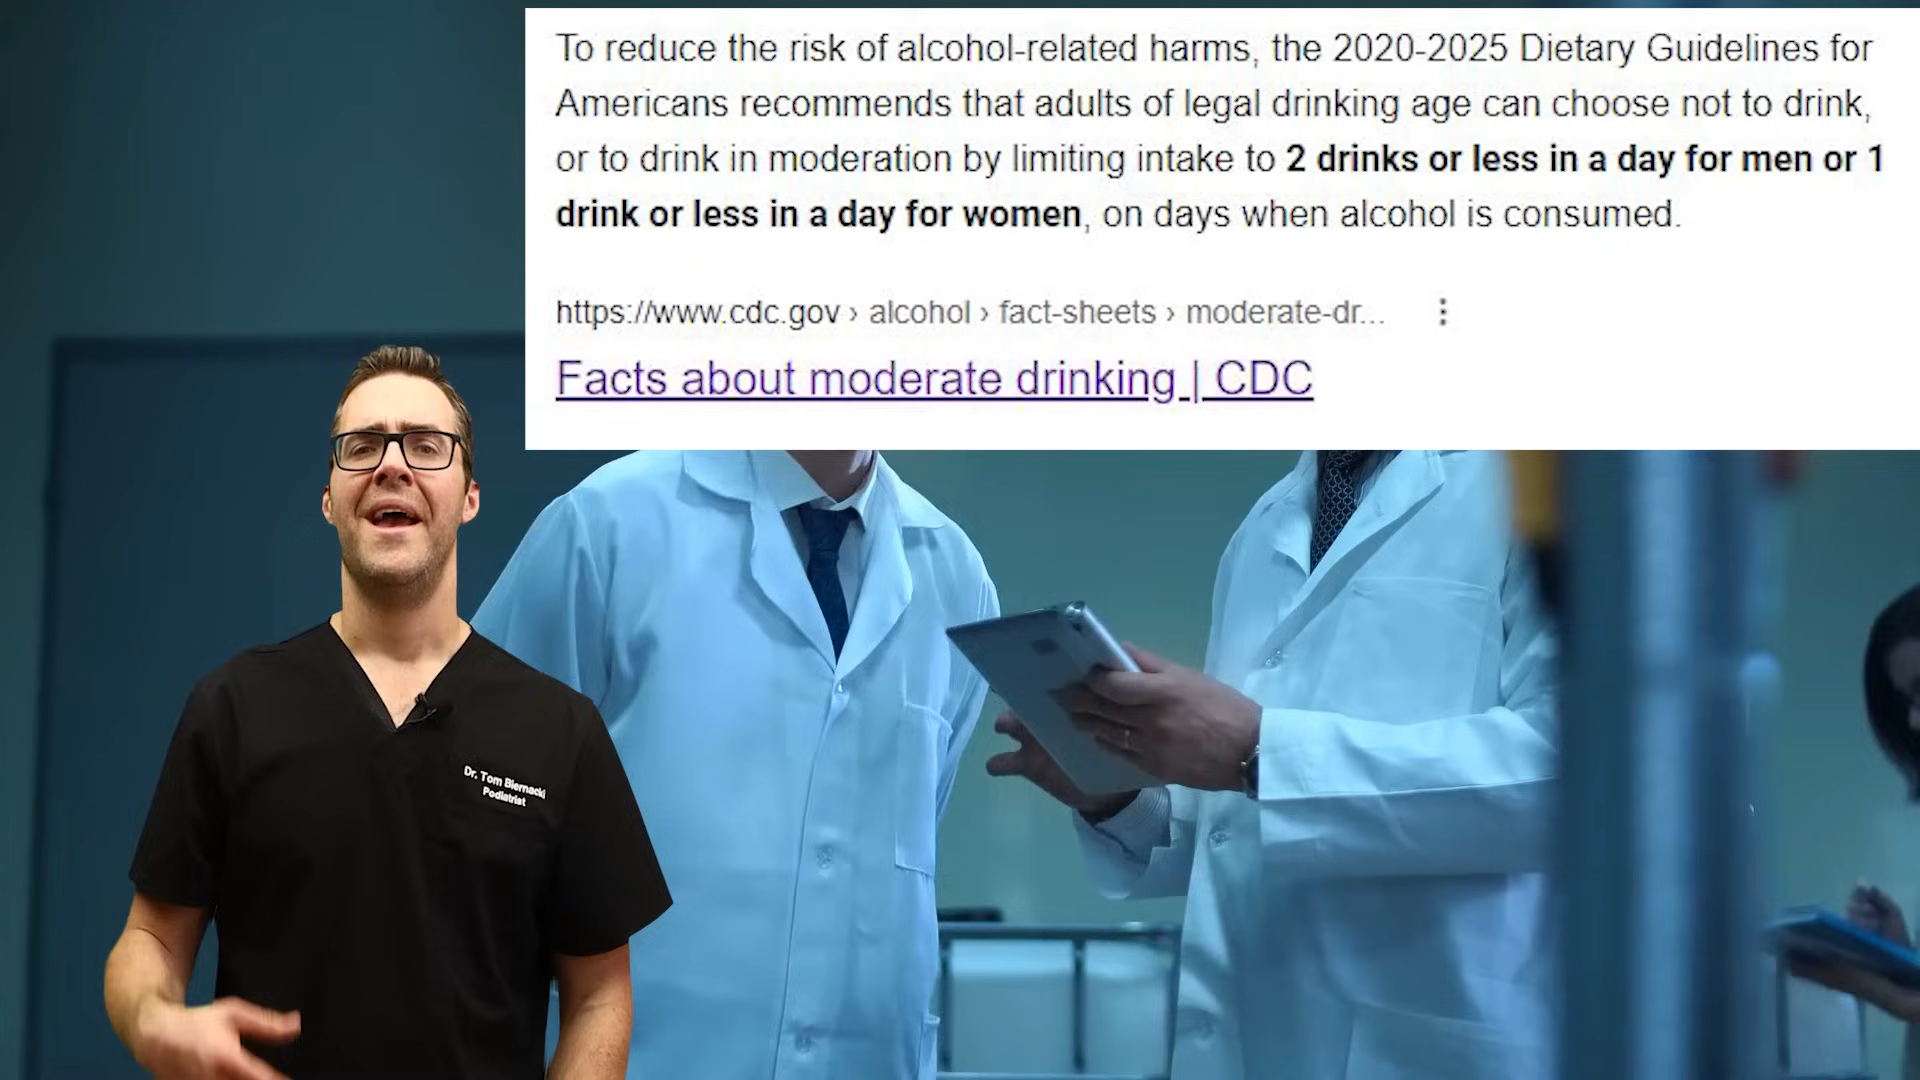 To reduce the risk of alcohol-related harms, the 2020-2025 Dietary Guidelines for
Americans recommends that adults of legal drinking age can choose not to drink,
or to drink in moderation by limiting intake to 2 drinks or less in a day for men or 1
drink or less in a day for women, on days when alcohol is consumed.
https://www.cdc.gov › alcohol › fact-sheets › moderate-dr...
Facts about moderate drinking | CDC
Dr. Tom Biernacki
Podiatrist